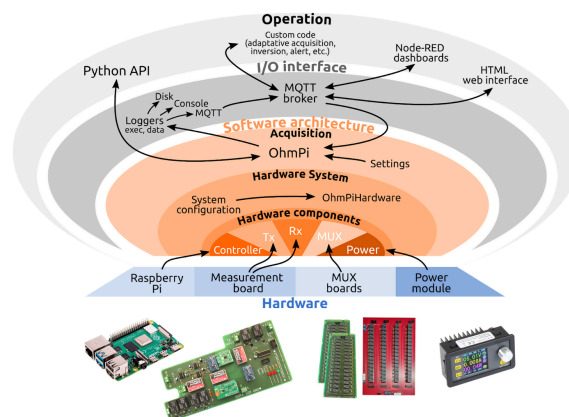 Operation
Custom code
(adaptative acquisition,
inversion, alert, etc.)
Node-RED
dashboards
Python API
I/O interface
HTML
web interface
Disk
Console
MQTT
MQTT
broker
Loggers
exec, data
Software architecture
Acquisition
OhmPi
Settings
Hardware System
System
configuration
OhmPiHardware
Hardware components
Controller
Tx
Rx
MUX
Power
Raspberry
Pi
Measurement
board
MUX
boards
Power
module
Hardware